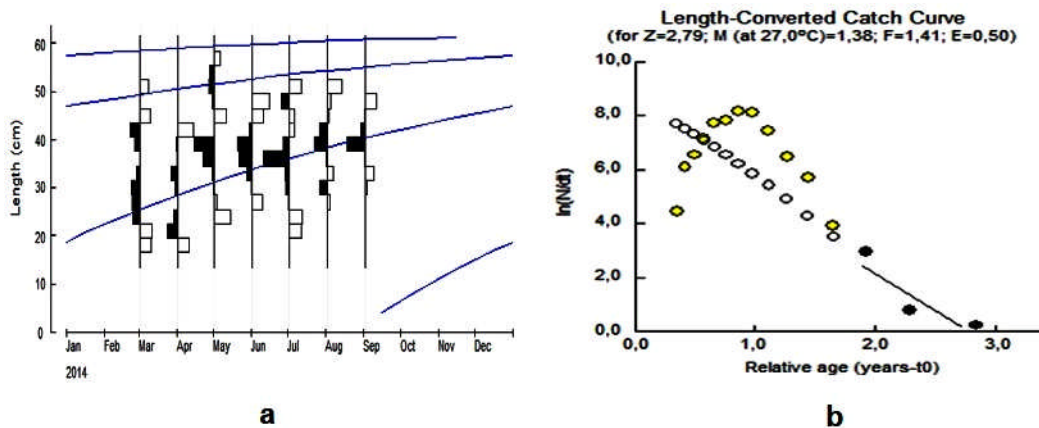 60
50
40
30
20
10
0
Length (cm)
Jan Feb Mar Apr May Jun Jul Aug Sep Oct Nov Dec
2014
a
Length-Converted Catch Curve
(for Z=2,79; M (at 27,0ºC)=1,38; F=1,41; E=0,50)
10,0
8,0
6,0
4,0
2,0
0,0
ln(N/dt)
0,0 1,0 2,0 3,0
Relative age (years-t0)
b